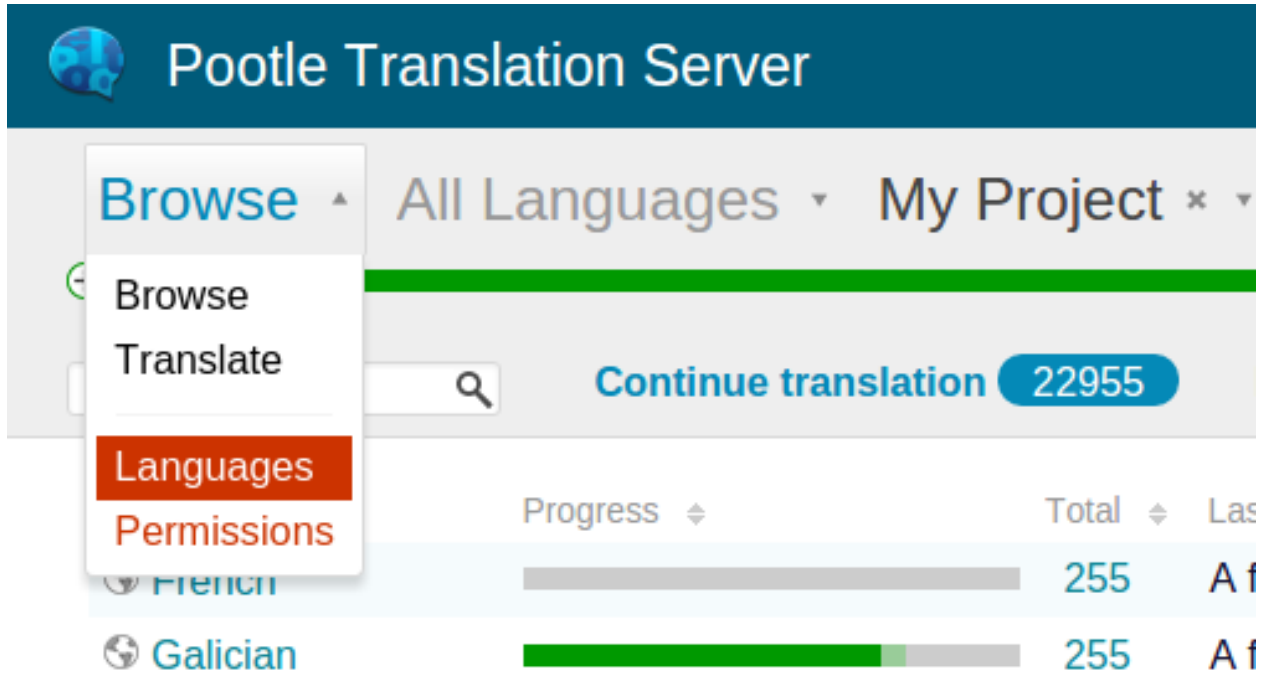 Pootle Translation Server
Browse All Languages My Project
Browse
Translate
Continue translation 22955
Languages
Permissions
Progress Total
French 255 A
Galician 255 A